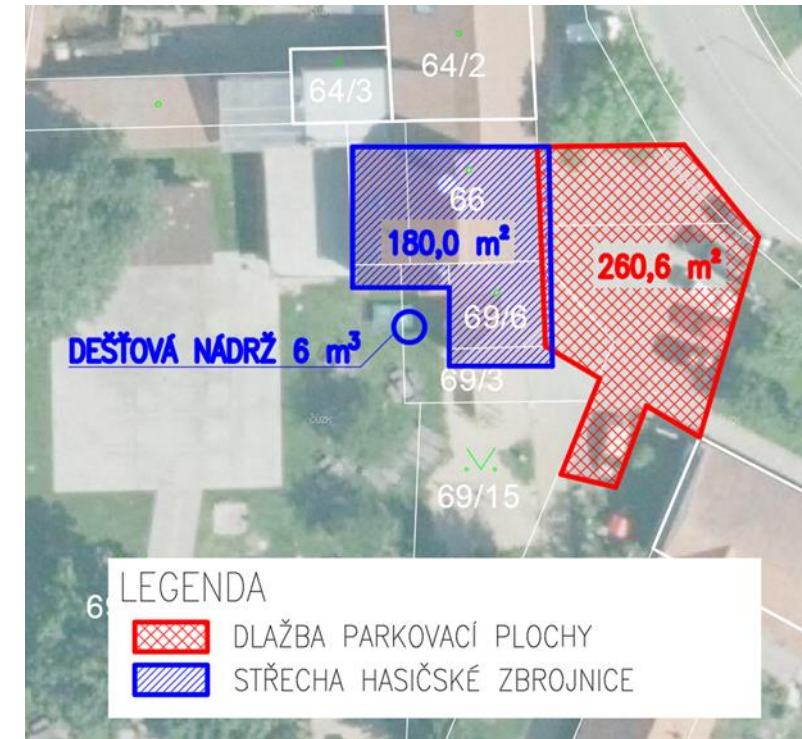 64/3
64/2
66
180,0 m²
260,6 m²
69/6
DEŠŤOVÁ NÁDRŽ 6 m³
69/3
ČÚZK
69/15
LEGENDA
DLAŽBA PARKOVACÍ PLOCHY
STŘECHA HASIČSKÉ ZBROJNICE